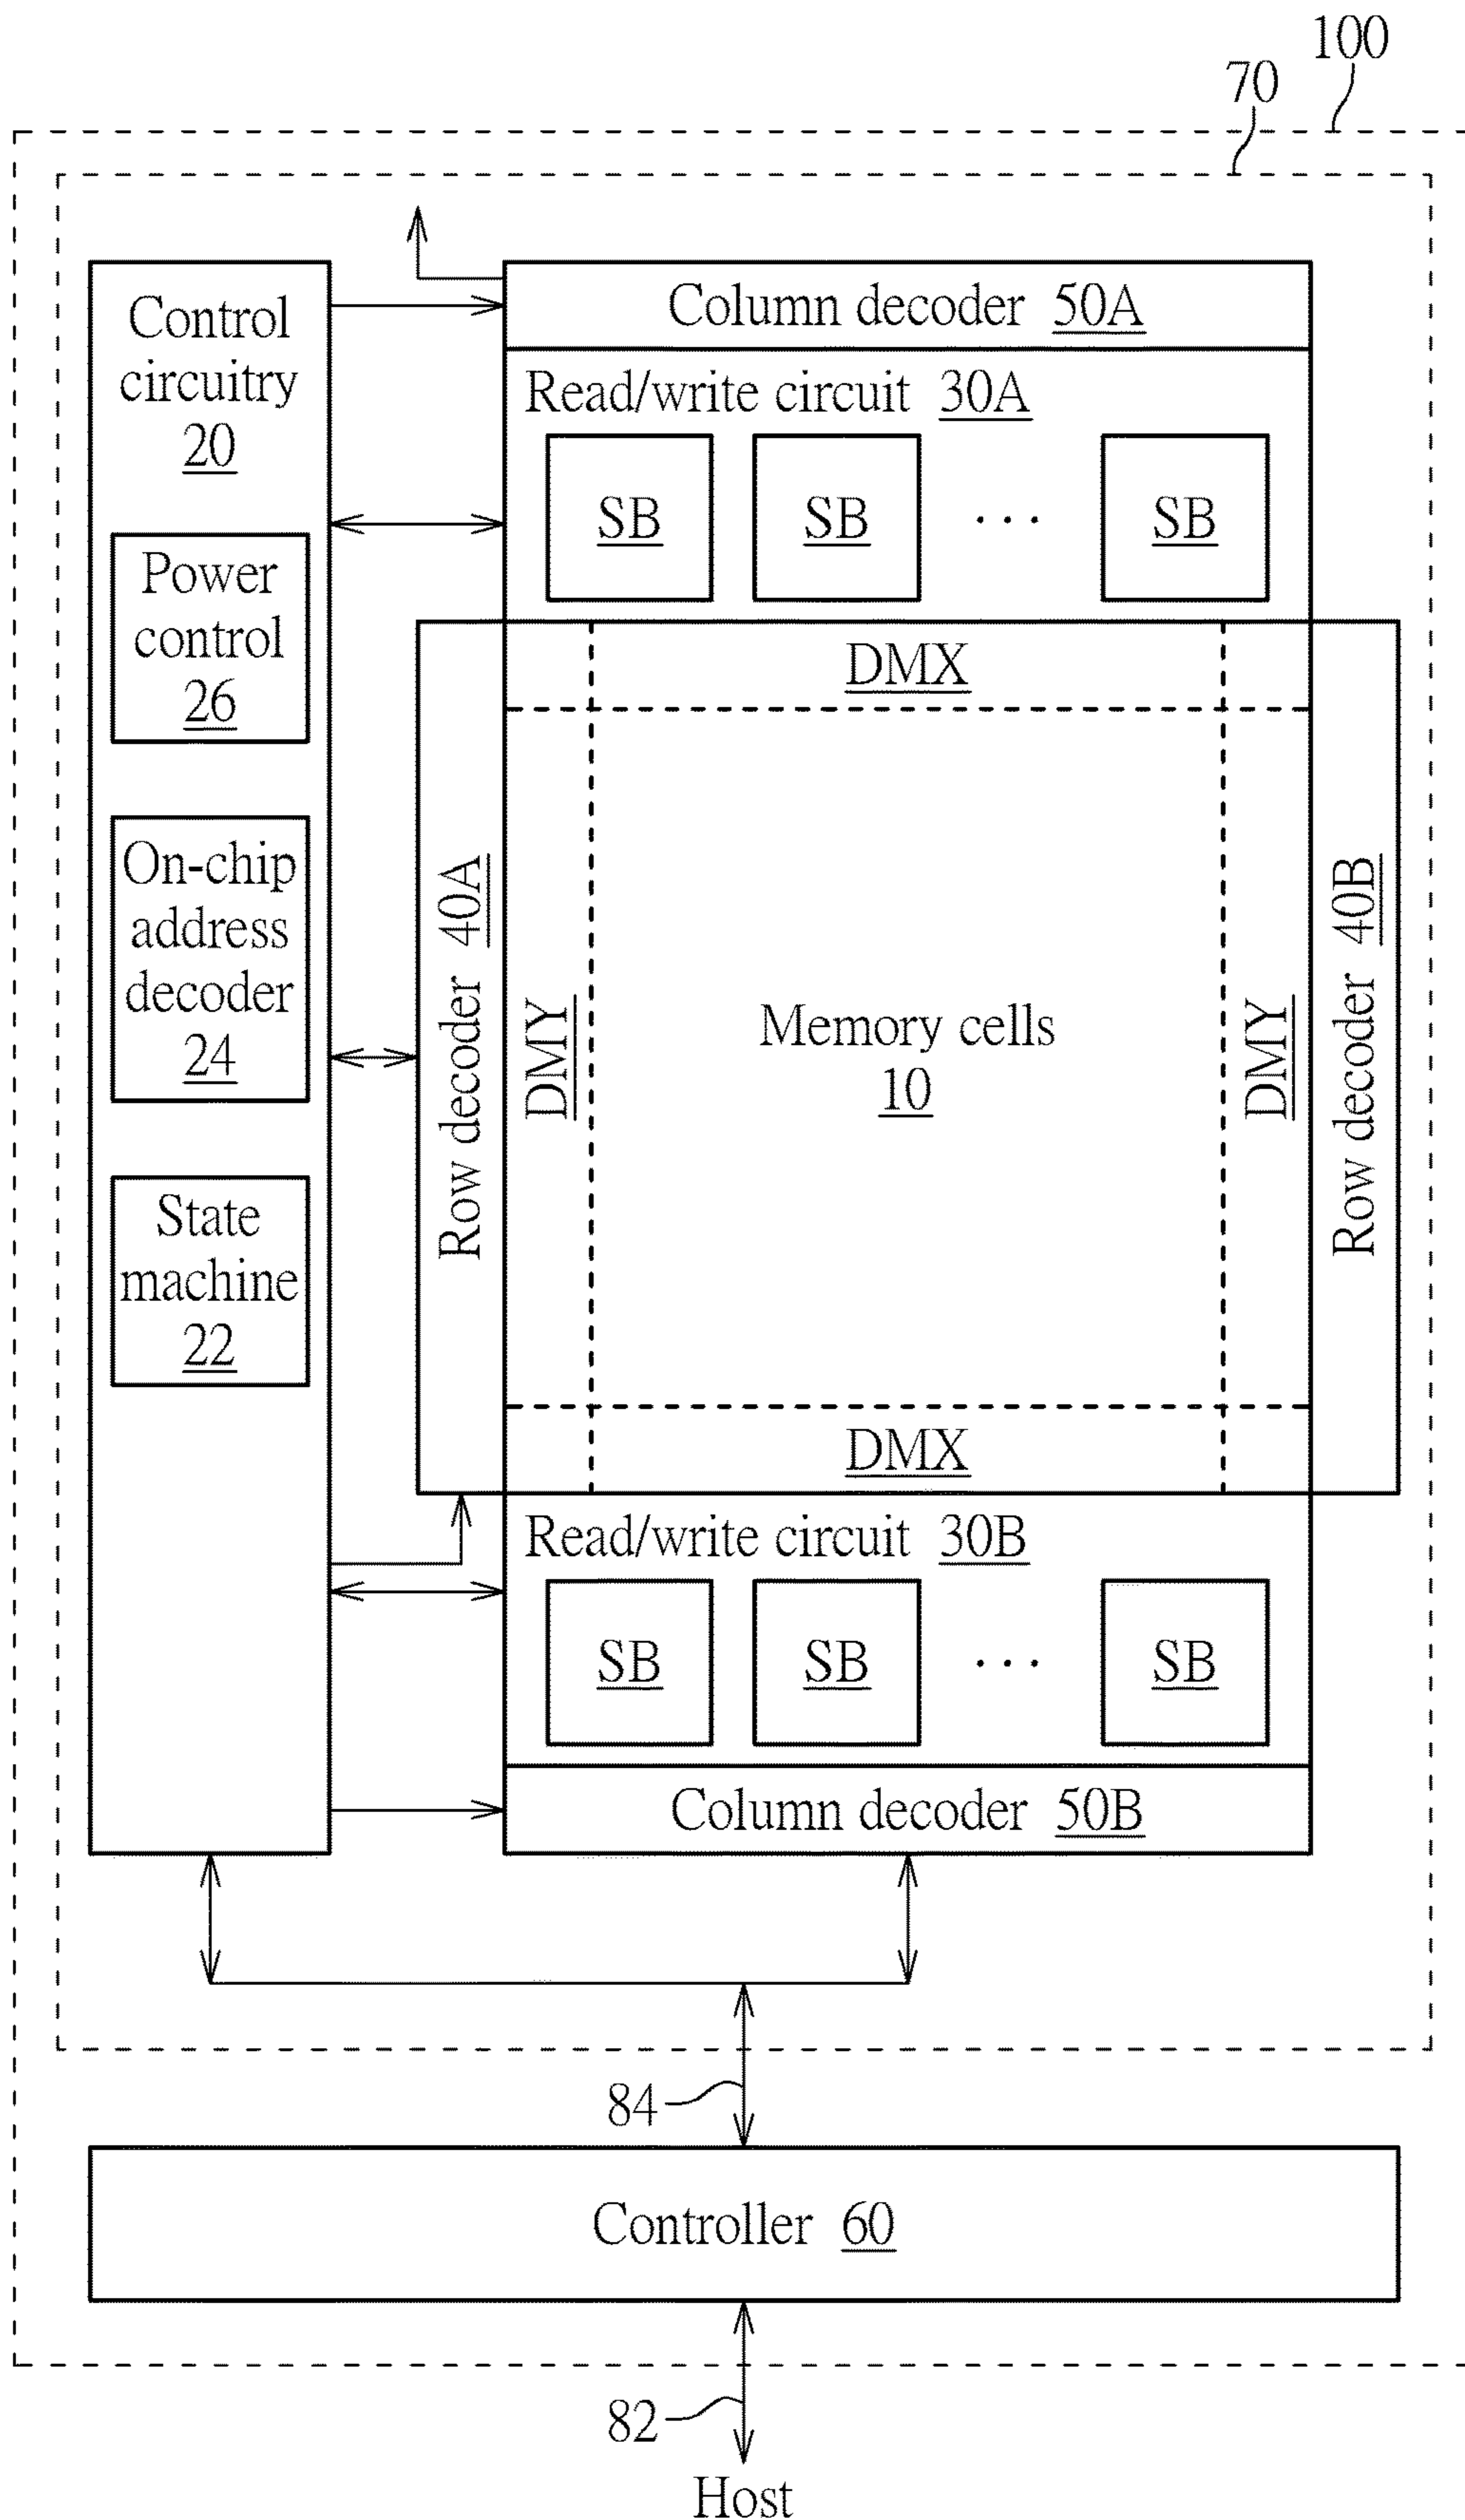 100
70
Control
circuitry
20
Column decoder 50A
Read/write circuit 30A
SB SB ... SB
Power
control
26
DMX
On-chip
address
decoder
24
Row decoder 40A
DMY
Memory cells
10
DMY
Row decoder 40B
State
machine
22
DMX
Read/write circuit 30B
SB SB ... SB
Column decoder 50B
84
Controller 60
82
Host